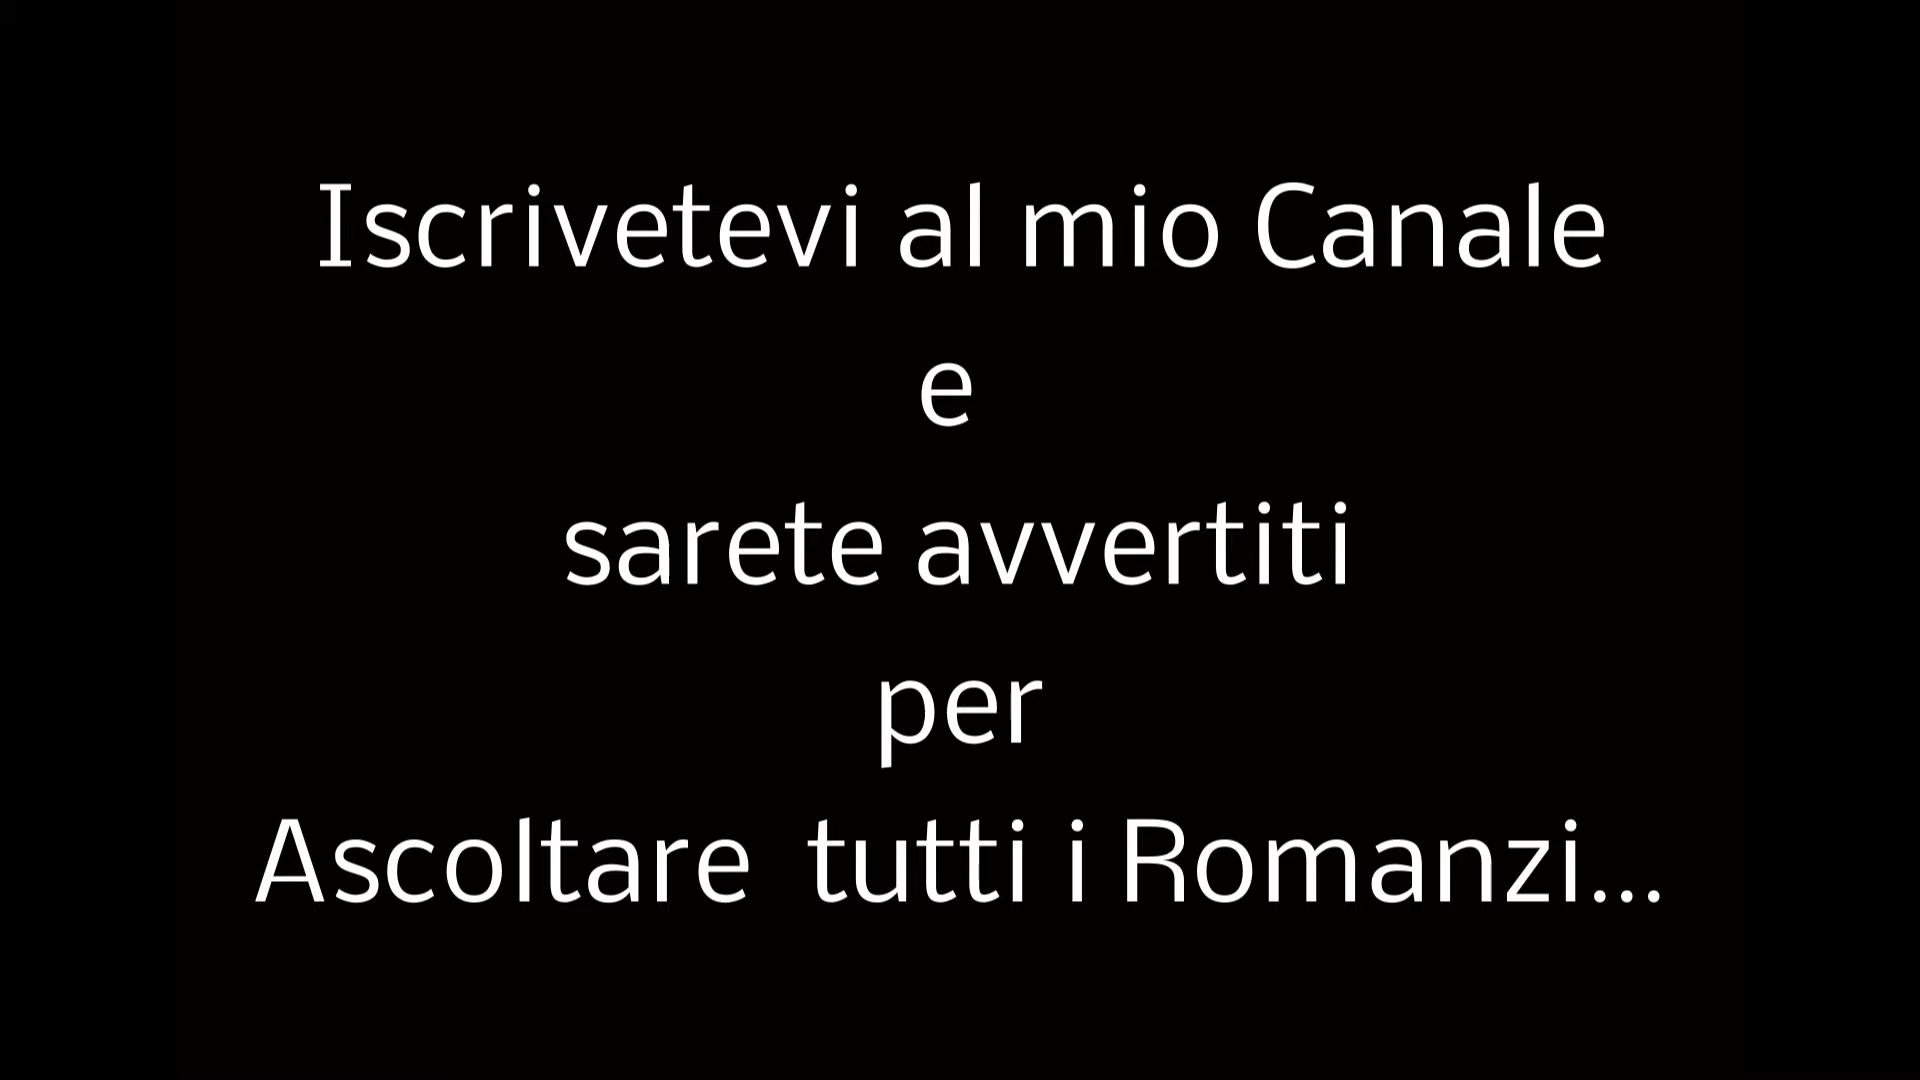 Iscrivetevi al mio Canale
e
sarete avvertiti
per
Ascoltare  tutti i Romanzi...